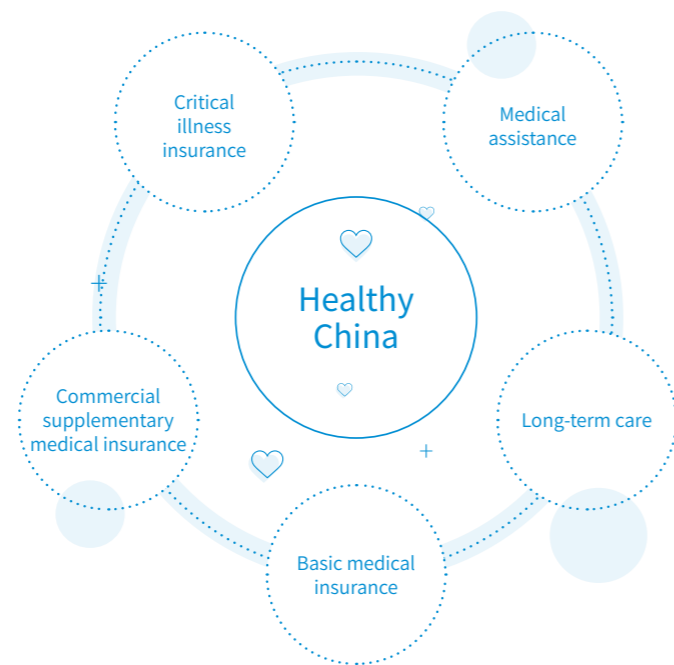 Critical
illness
insurance
Medical
assistance
Healthy
China
Commercial
supplementary
medical insurance
Long-term care
Basic medical
insurance